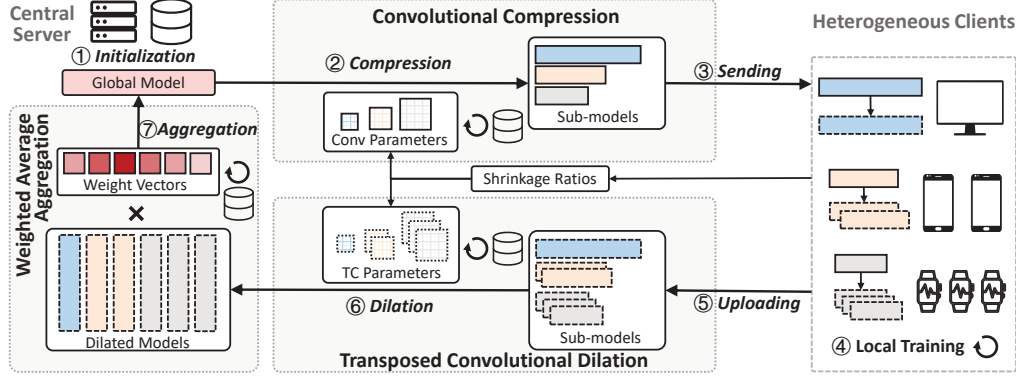 Central
Server
① Initialization
Global Model
Convolutional Compression
② Compression
Conv Parameters
Sub-models
③ Sending
Heterogeneous Clients
Weighted Average
Aggregation
⑦Aggregation
Weight Vectors
×
Dilated Models
Shrinkage Ratios
TC Parameters
⑥ Dilation
Sub-models
Transposed Convolutional Dilation
⑤ Uploading
④ Local Training